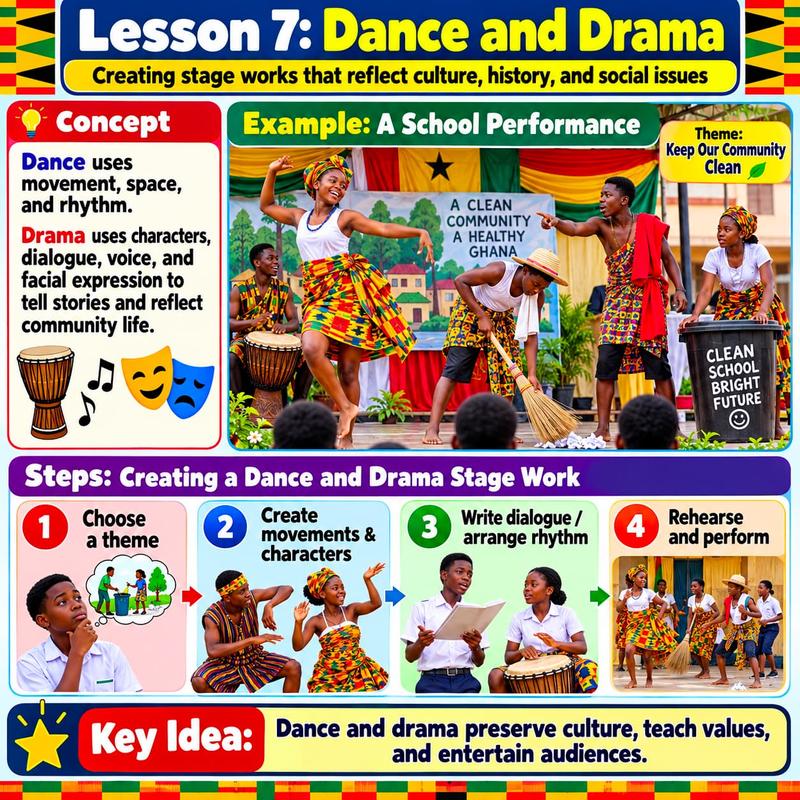 Lesson 7: Dance and Drama
Creating stage works that reflect culture, history, and social issues
Concept
Dance uses
movement, space,
and rhythm.
Drama uses characters,
dialogue, voice, and
facial expression to
tell stories and reflect
community life.
Example: A School Performance
Theme:
Keep Our Community
Clean
A CLEAN
COMMUNITY
A HEALTHY
GHANA
CLEAN
SCHOOL
BRIGHT
FUTURE
Steps: Creating a Dance and Drama Stage Work
1 Choose
a theme
2 Create
movements &
characters
3 Write dialogue /
arrange rhythm
4 Rehearse
and perform
Key Idea:
Dance and drama preserve culture, teach values,
and entertain audiences.